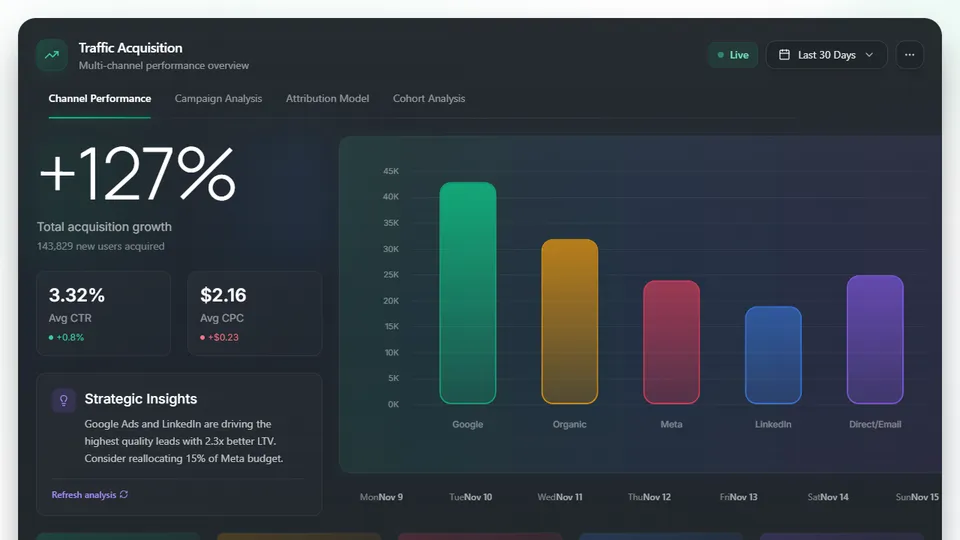 Traffic Acquisition
Multi-channel performance overview
Live
Last 30 Days
Channel Performance
Campaign Analysis
Attribution Model
Cohort Analysis
+127%
Total acquisition growth
143,829 new users acquired
3.32%
Avg CTR
+0.8%
$2.16
Avg CPC
+$0.23
Strategic Insights
Google Ads and LinkedIn are driving the
highest quality leads with 2.3x better LTV.
Consider reallocating 15% of Meta budget.
Refresh analysis
45K
40K
35K
30K
25K
20K
15K
10K
5K
0K
Google
Organic
Meta
LinkedIn
Direct/Email
MonNov 9
TueNov 10
WedNov 11
ThuNov 12
FriNov 13
SatNov 14
SunNov 15